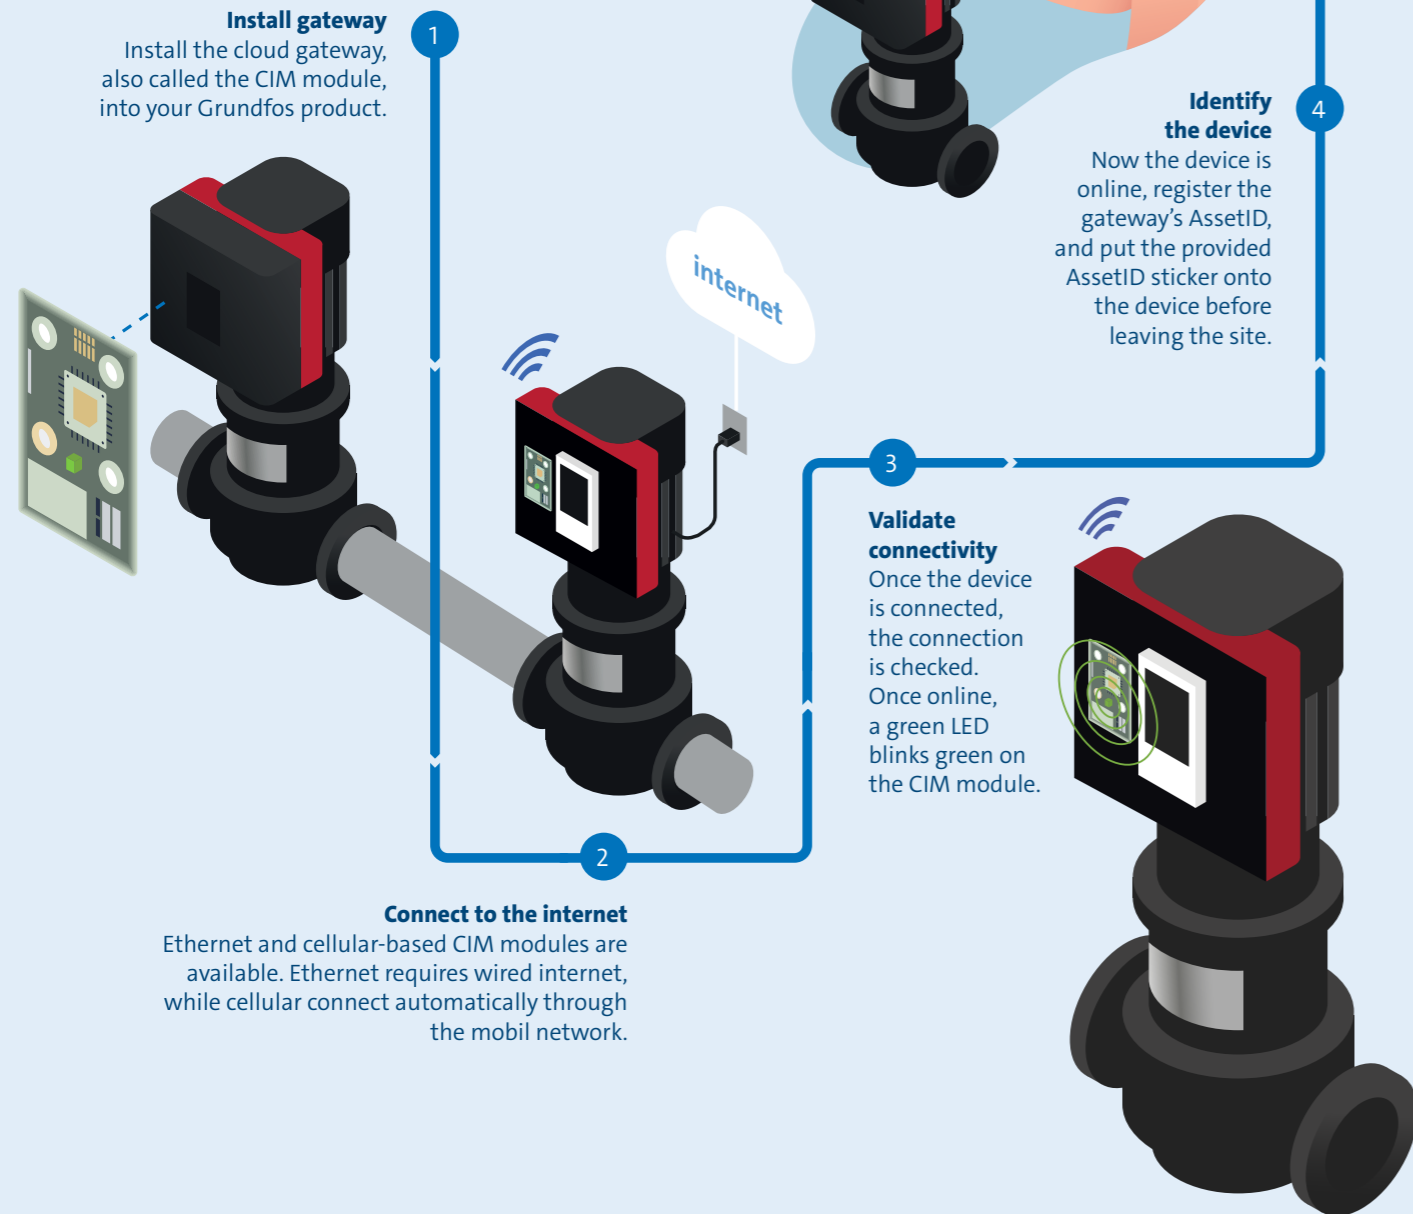 Install gateway
Install the cloud gateway,
also called the CIM module,
into your Grundfos product.
1
internet
2
Connect to the internet
Ethernet and cellular-based CIM modules are
available. Ethernet requires wired internet,
while cellular connect automatically through
the mobil network.
3
Validate
connectivity
Once the device
is connected,
the connection
is checked.
Once online,
a green LED
blinks green on
the CIM module.
4
Identify
the device
Now the device is
online, register the
gateway’s AssetID,
and put the provided
AssetID sticker onto
the device before
leaving the site.